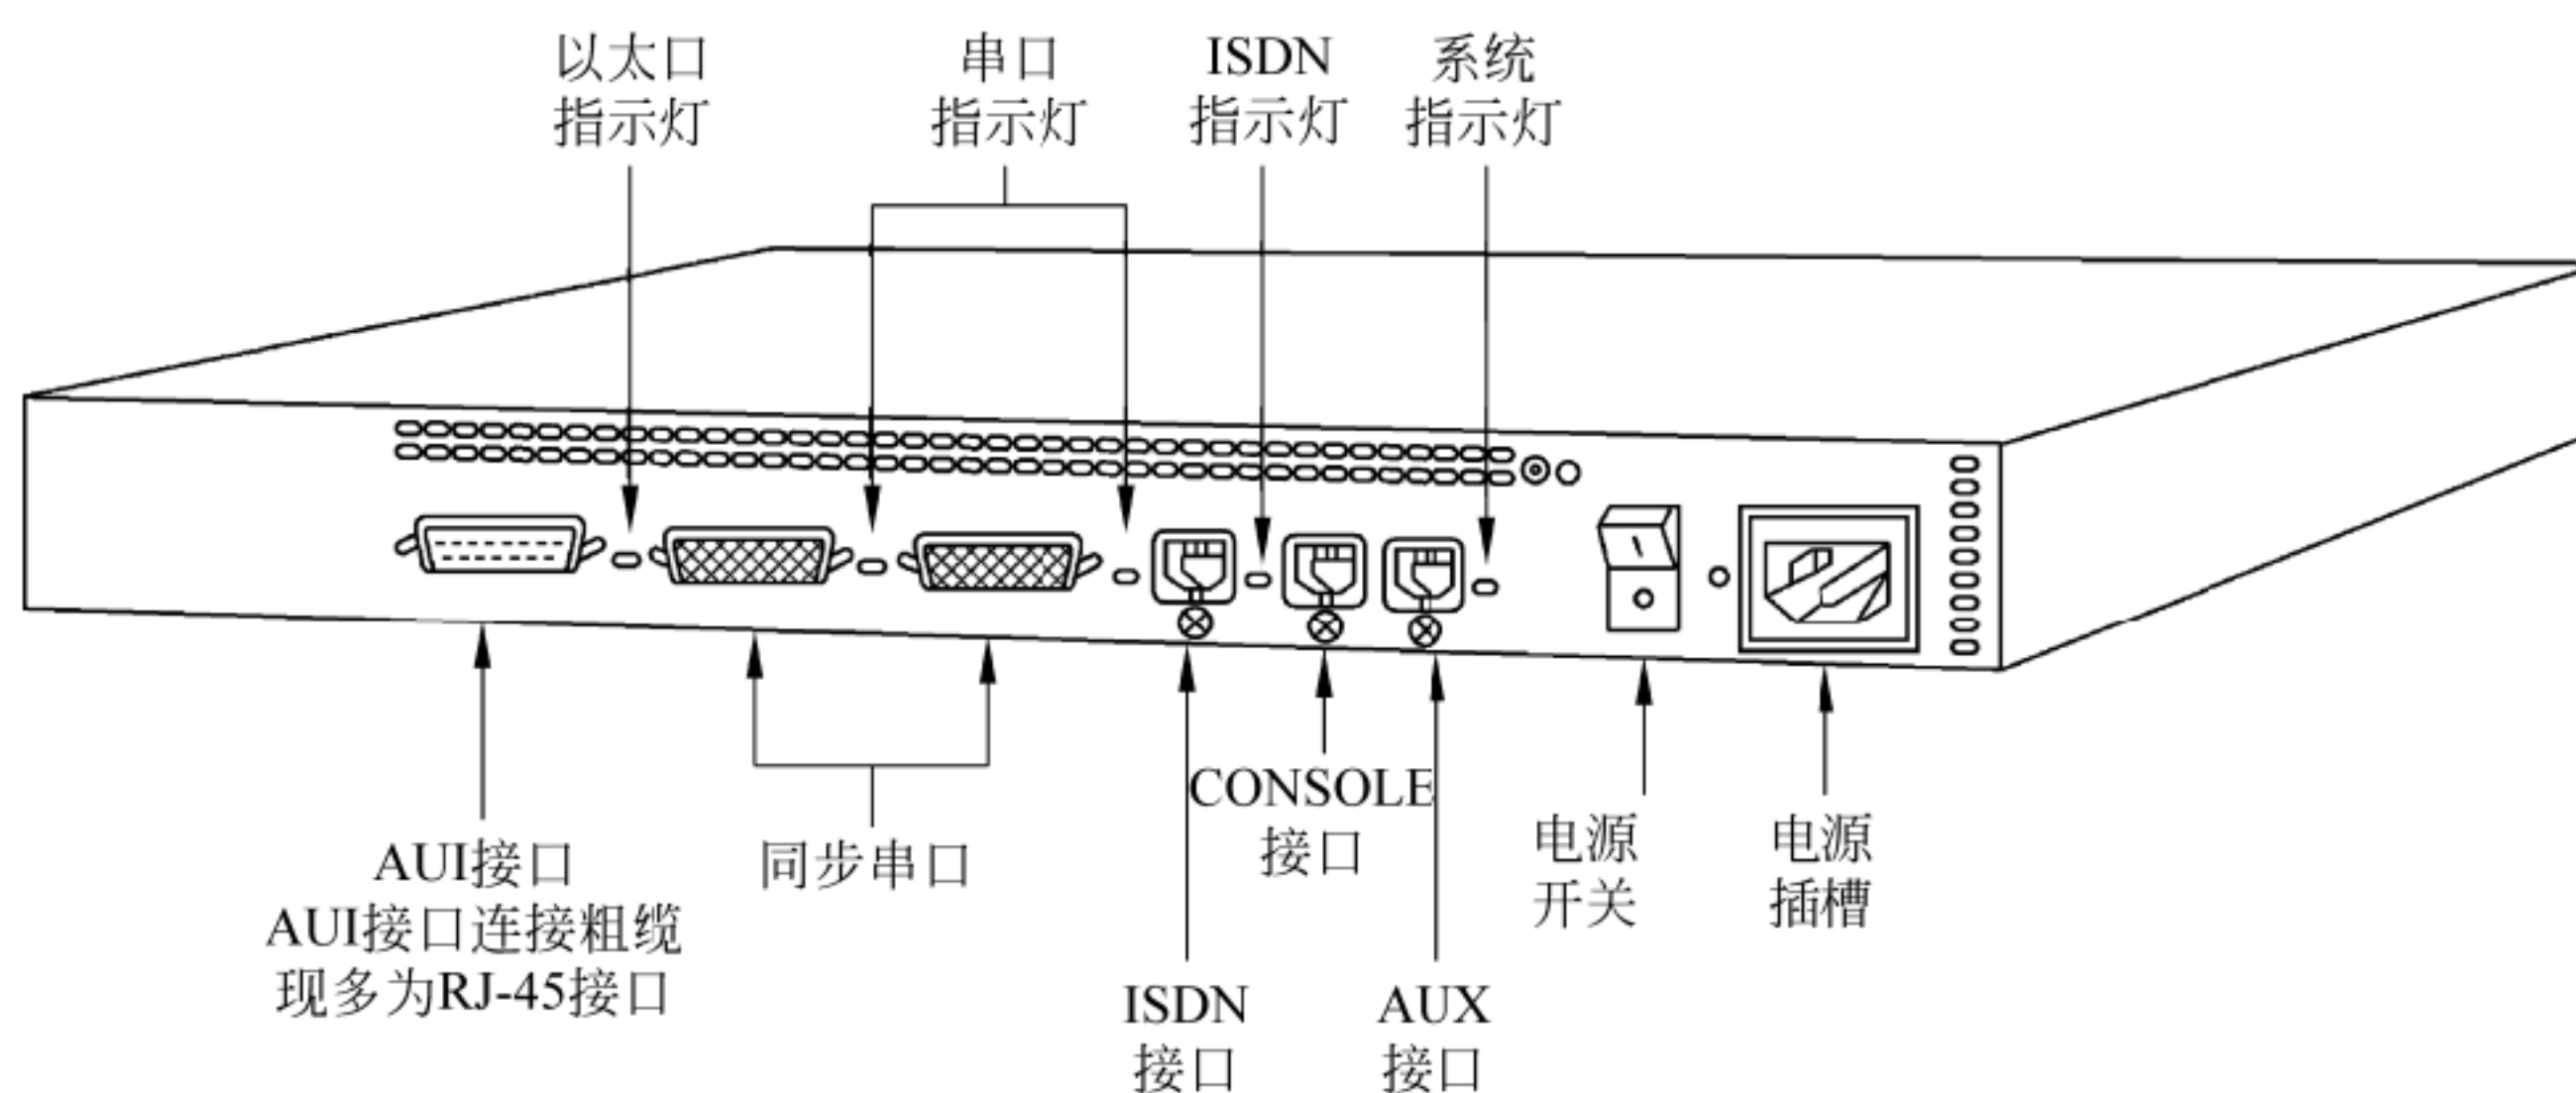 以太口
指示灯
串口
指示灯
ISDN
指示灯
系统
指示灯
AUI接口
AUI接口连接粗缆
现多为RJ-45接口
同步串口
ISDN
接口
CONSOLE
接口
AUX
接口
电源
开关
电源
插槽